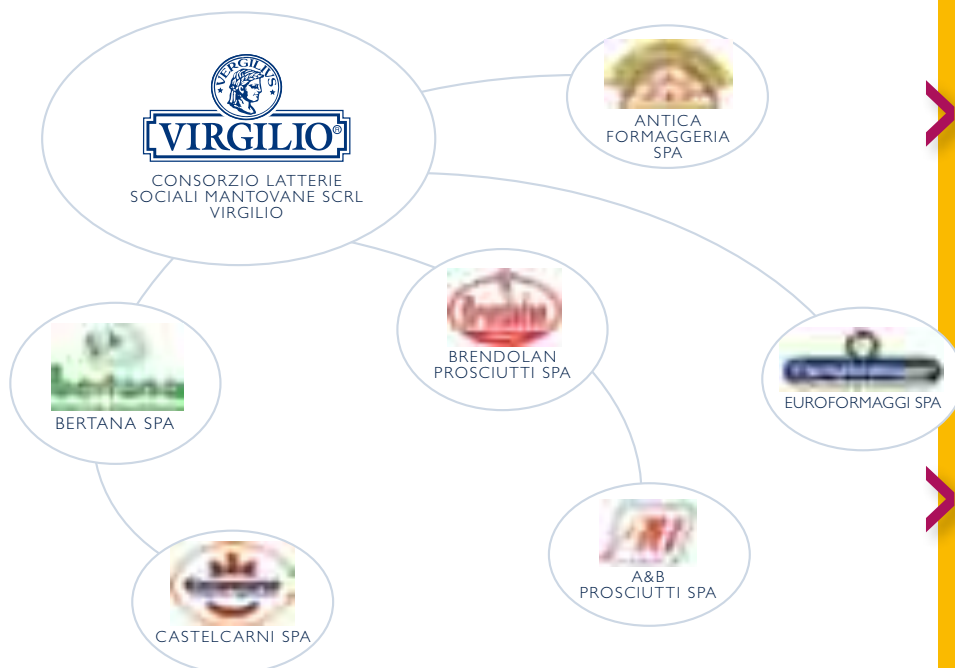 VERGILIUS
VIRGILIO®
CONSORZIO LATTERIE
SOCIALI MANTOVANE SCRL
VIRGILIO
ANTICA
FORMAGGERIA
SPA
BRENDOLAN
PROSCIUTTI SPA
EUROFORMAGGI SPA
bertana
BERTANA SPA
A&B
PROSCIUTTI SPA
CASTELCARNI SPA